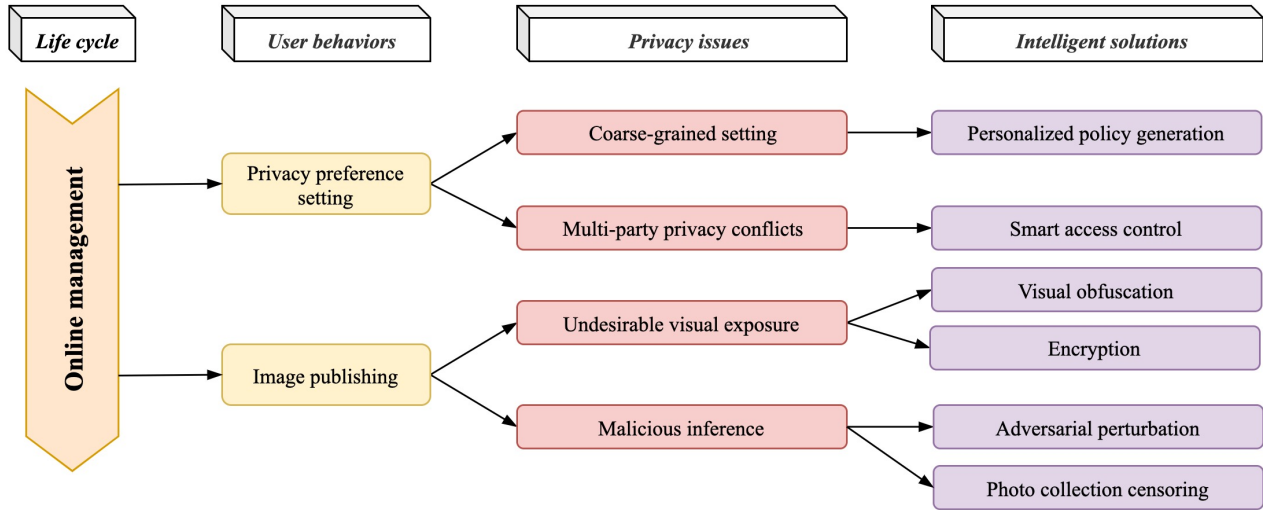 Life cycle
User behaviors
Privacy issues
Intelligent solutions
Online management
Privacy preference
setting
Coarse-grained setting
Personalized policy generation
Multi-party privacy conflicts
Smart access control
Image publishing
Undesirable visual exposure
Visual obfuscation
Encryption
Malicious inference
Adversarial perturbation
Photo collection censoring